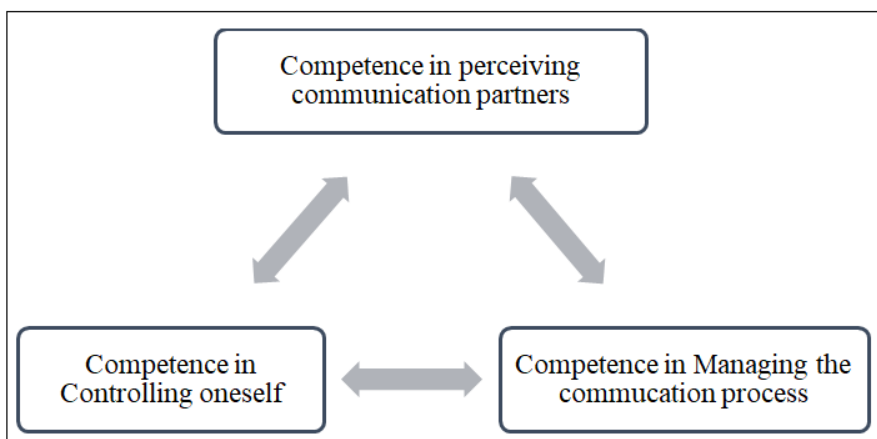 Competence in perceiving
communication partners
Competence in
Controlling oneself
Competence in Managing the
commucation process